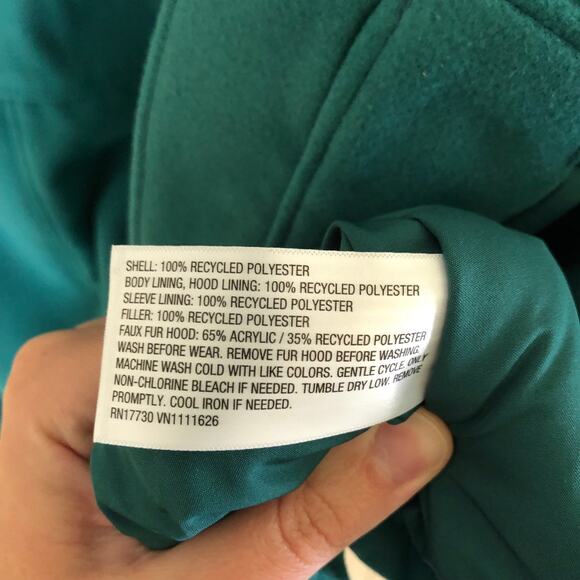 SHELL: 100% RECYCLED POLYESTER
BODY LINING, HOOD LINING: 100% RECYCLED POLYESTER
SLEEVE LINING: 100% RECYCLED POLYESTER
FILLER: 100% RECYCLED POLYESTER
FAUX FUR HOOD: 65% ACRYLIC / 35% RECYCLED POLYESTER
WASH BEFORE WEAR. REMOVE FUR HOOD BEFORE WASHING.
MACHINE WASH COLD WITH LIKE COLORS. GENTLE CYCLE. ONLY
NON-CHLORINE BLEACH IF NEEDED. TUMBLE DRY LOW. REMOVE
PROMPTLY. COOL IRON IF NEEDED.
RN17730 VN1111626